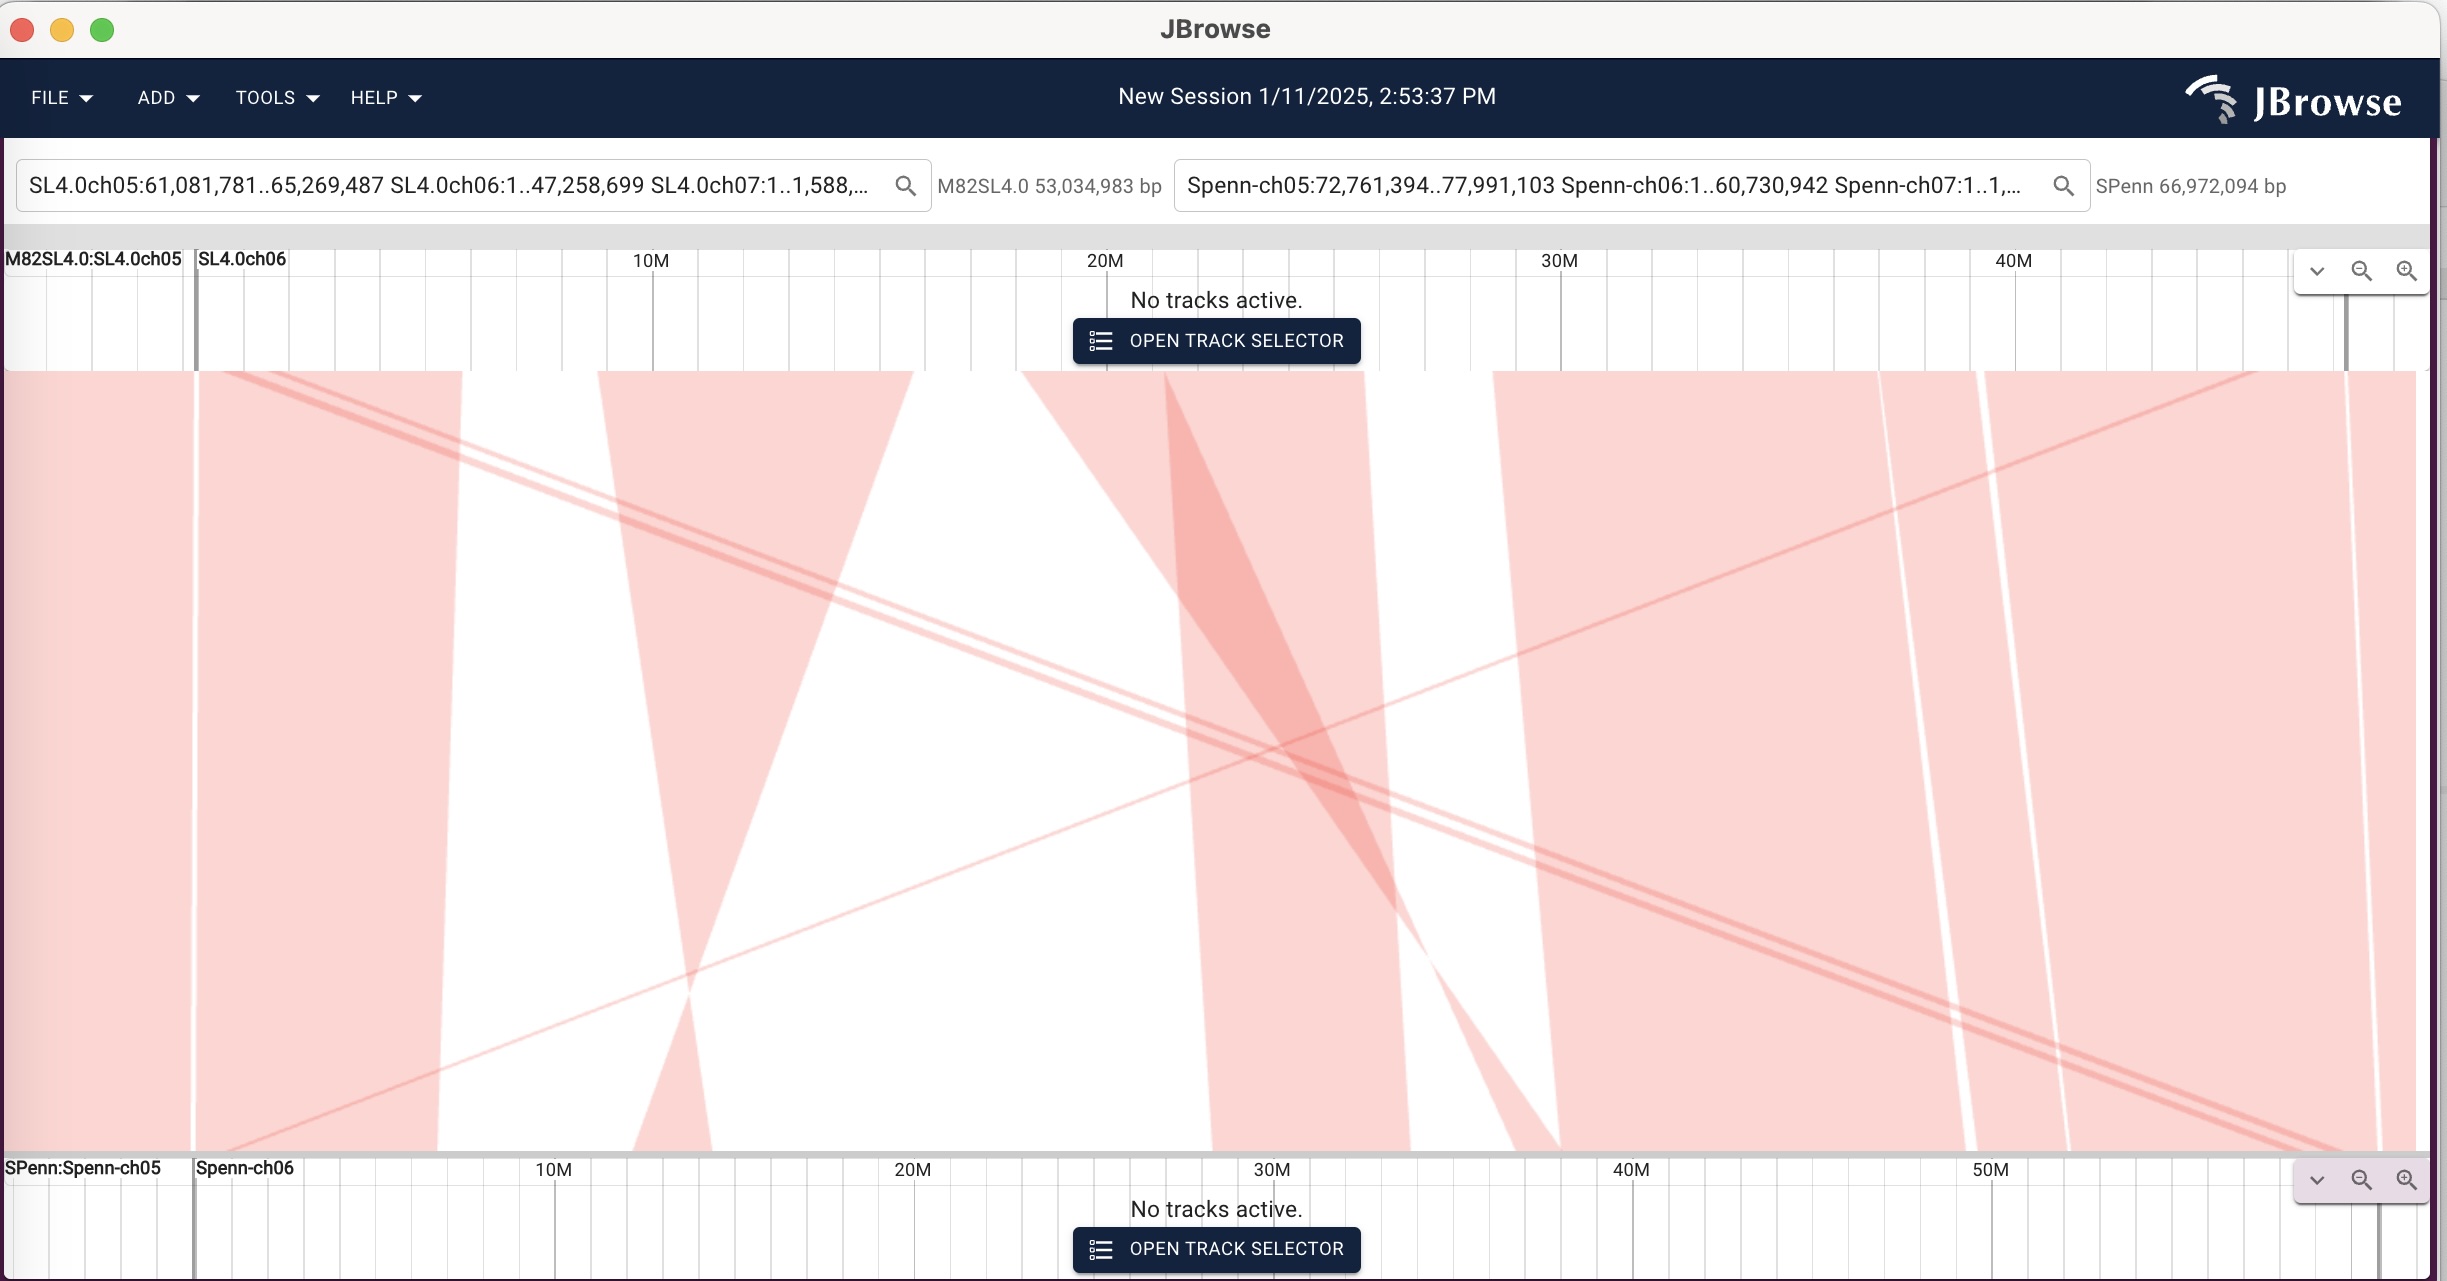 JBrowse
FILE ADD TOOLS HELP New Session 1/11/2025, 2:53:37 PM JBrowse
SL4.0ch05:61,081,781..65,269,487 SL4.0ch06:1..47,258,699 SL4.0ch07:1..1,588,... M82SL4.0 53,034,983 bp Spenn-ch05:72,761,394..77,991,103 Spenn-ch06:1..60,730,942 Spenn-ch07:1..1,... SPenn 66,972,094 bp
M82SL4.0:SL4.0ch05 SL4.0ch06 10M 20M 30M 40M
No tracks active.
OPEN TRACK SELECTOR
SPenn:Spenn-ch05 Spenn-ch06 10M 20M 30M 40M 50M
No tracks active.
OPEN TRACK SELECTOR